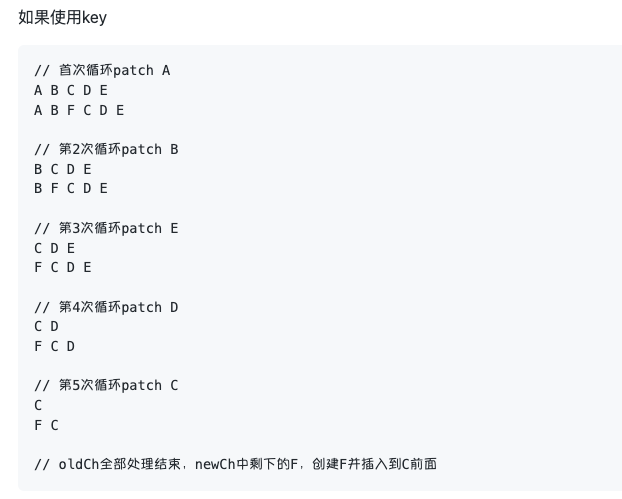 如果使用key
// 首次循环patch A
A B C D E
A B F C D E
// 第2次循环patch B
B C D E
B F C D E
// 第3次循环patch E
C D E
F C D E
// 第4次循环patch D
C D
F C D
// 第5次循环patch C
C
F C
// oldCh全部处理结束，newCh中剩下的F，创建F并插入到C前面